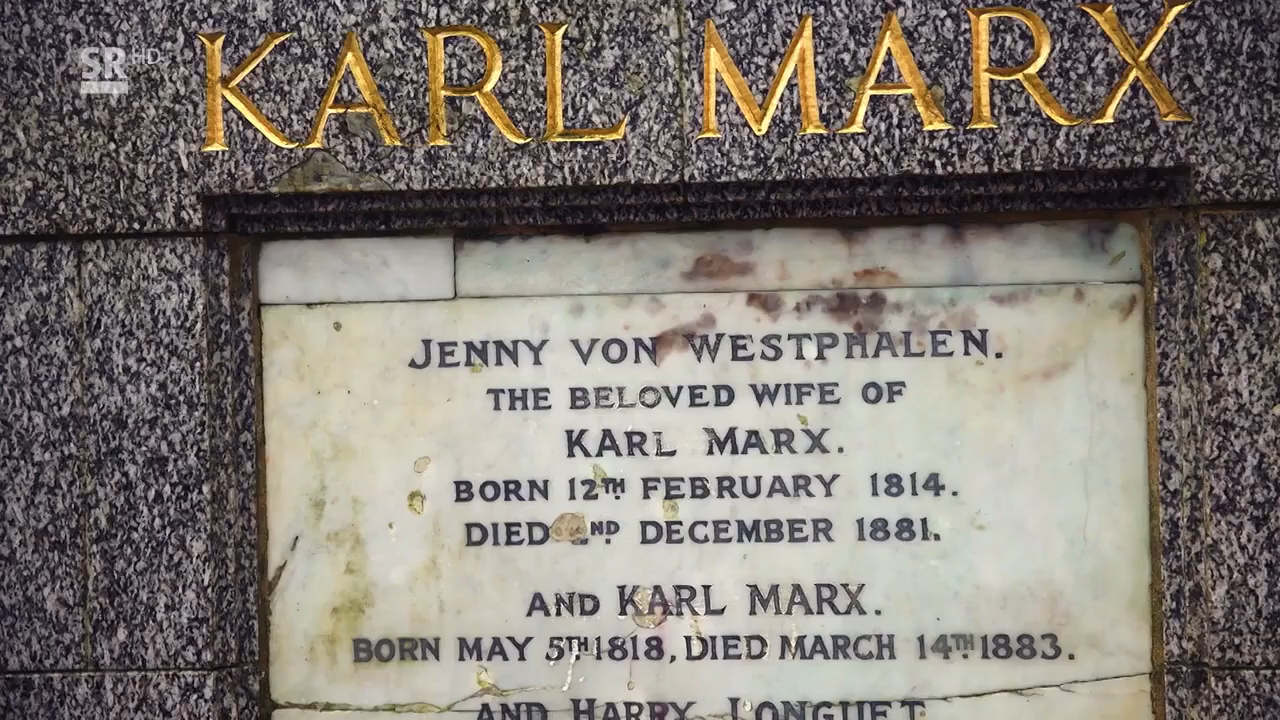 SR HD
KARL MARX
JENNY VON WESTPHALEN.
THE BELOVED WIFE OF
KARL MARX.
BORN 12TH FEBRUARY 1814.
DIED 2ND DECEMBER 1881.
AND KARL MARX.
BORN MAY 5TH 1818, DIED MARCH 14TH 1883.
AND HARRY LONGUET